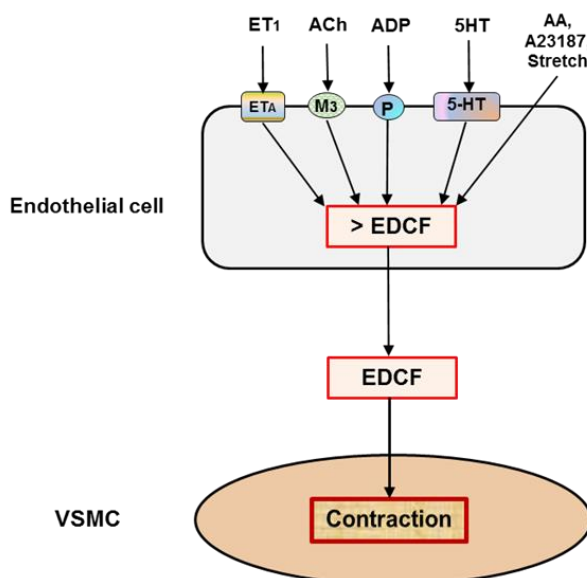 ET1 ACh ADP 5HT AA,
A23187
Stretch
ETA M3 P 5-HT
Endothelial cell
> EDCF
EDCF
VSMC
Contraction